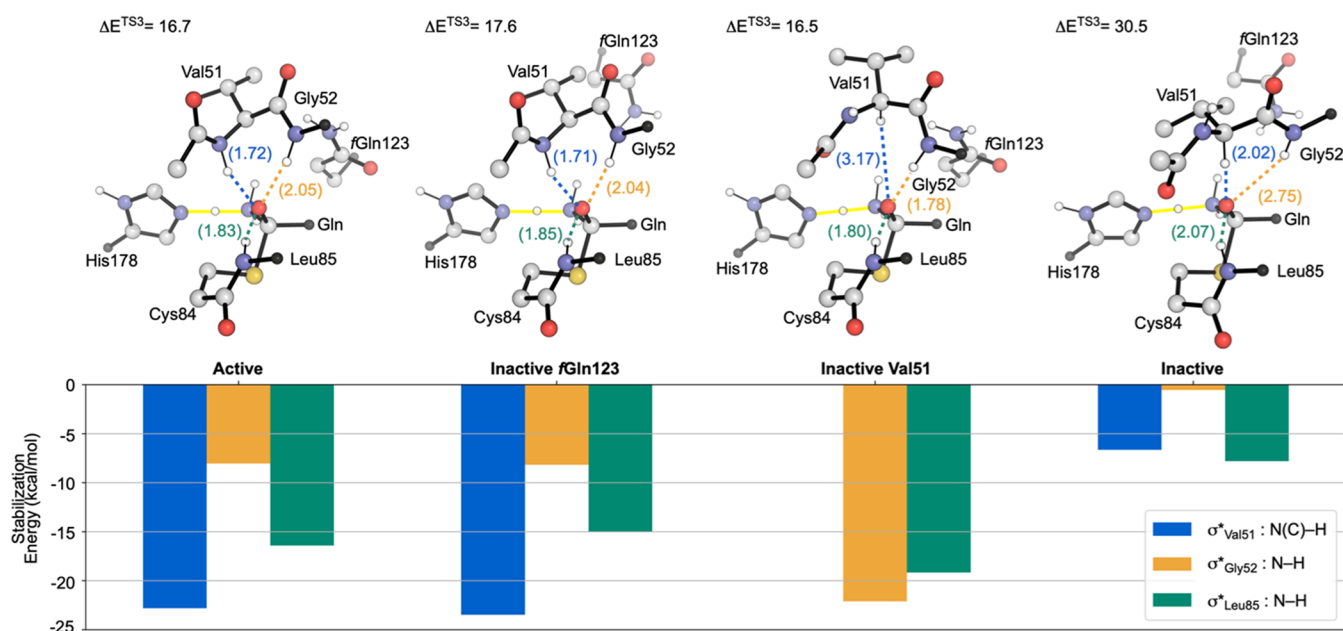 ΔE^TS3= 16.7
Val51
Gly52
fGln123
(1.72)
(2.05)
(1.83)
Gln
His178
Leu85
Cys84
ΔE^TS3= 17.6
fGln123
Val51
(1.71)
Gly52
(2.04)
(1.85)
Gln
His178
Leu85
Cys84
ΔE^TS3= 16.5
Val51
fGln123
(3.17)
Gly52
(1.78)
(1.80)
Gln
His178
Leu85
Cys84
ΔE^TS3= 30.5
fGln123
Val51
(2.02)
Gly52
(2.75)
(2.07)
Gln
His178
Leu85
Cys84
Active
Inactive fGln123
Inactive Val51
Inactive
0
-5
-10
-15
-20
-25
Stabilization
Energy (kcal/mol)
σ*Val51 : N(C)–H
σ*Gly52 : N–H
σ*Leu85 : N–H